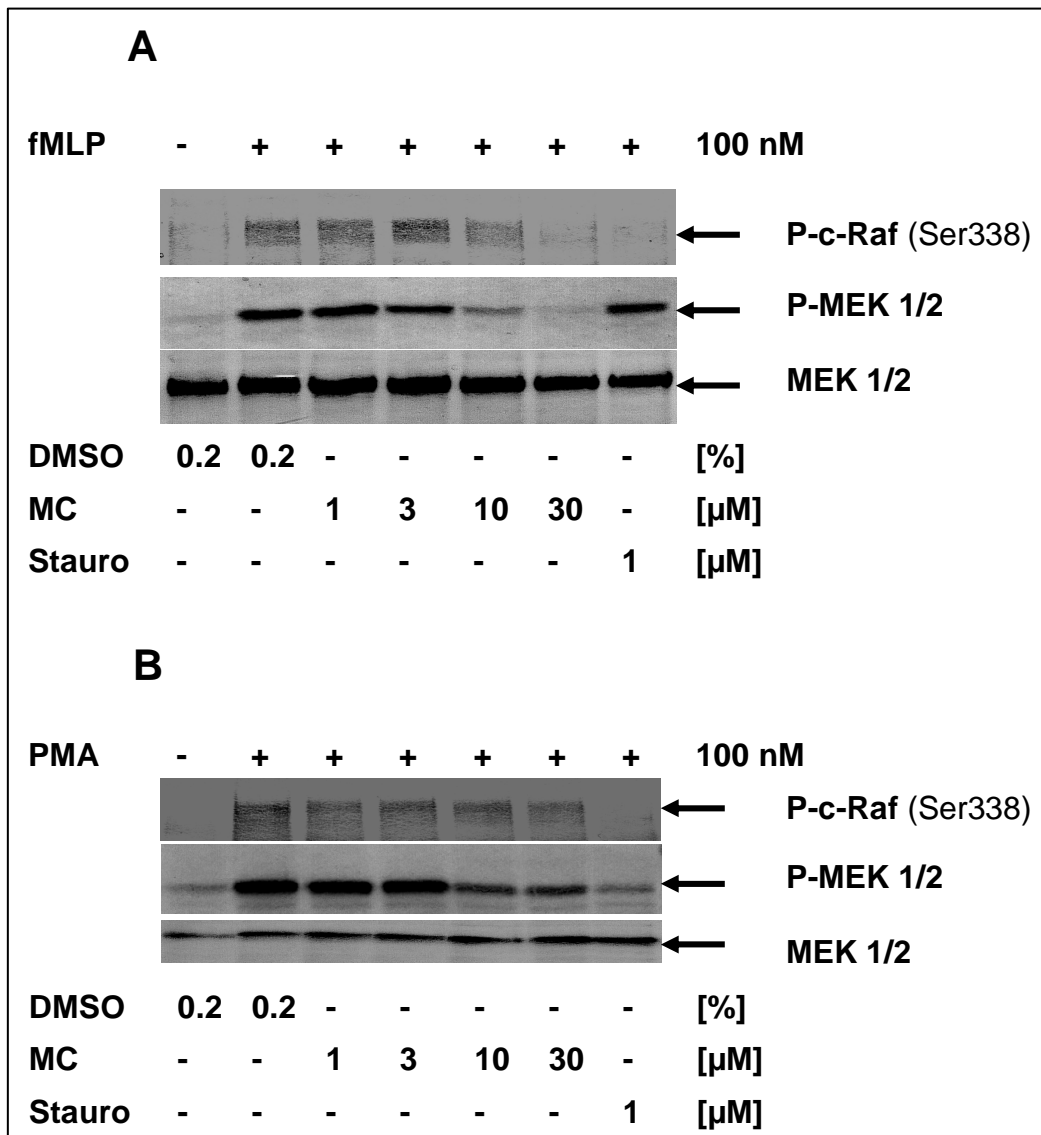 A
fMLP - + + + + + + 100 nM
P-c-Raf (Ser338)
P-MEK 1/2
MEK 1/2
DMSO 0.2 0.2 - - - - - [%]
MC - - 1 3 10 30 - [µM]
Stauro - - - - - - 1 [µM]
B
PMA - + + + + + + 100 nM
P-c-Raf (Ser338)
P-MEK 1/2
MEK 1/2
DMSO 0.2 0.2 - - - - - [%]
MC - - 1 3 10 30 - [µM]
Stauro - - - - - - 1 [µM]